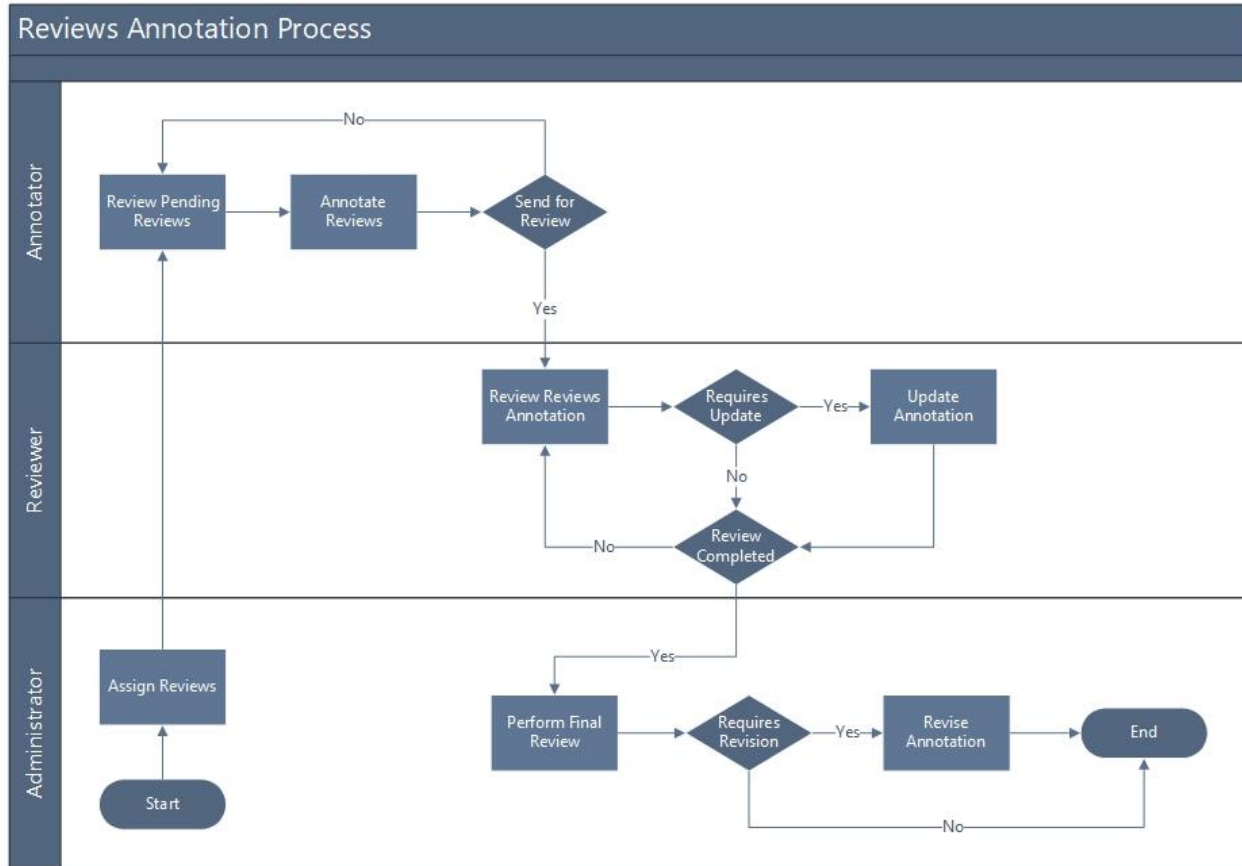 Reviews Annotation Process
Annotator
No
Review Pending
Reviews
Annotate
Reviews
Send for
Review
Yes
Reviewer
Review Reviews
Annotation
Requires
Update
Yes
Update
Annotation
No
Review
Completed
No
Administrator
Yes
Assign Reviews
Perform Final
Review
Requires
Revision
Yes
Revise
Annotation
End
Start
No